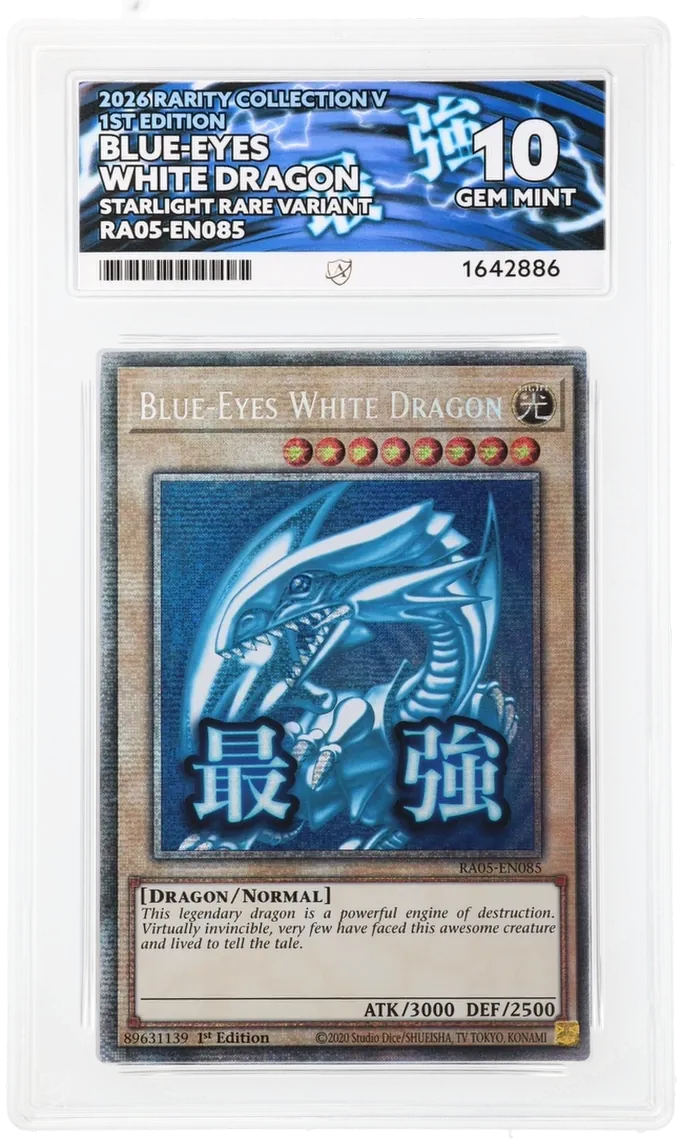 2026 RARITY COLLECTION V
1ST EDITION
BLUE-EYES
WHITE DRAGON
STARLIGHT RARE VARIANT
RA05-EN085
最強
10
GEM MINT
1642886
BLUE-EYES WHITE DRAGON
LIGHT
光
最強
RA05-EN085
[DRAGON/NORMAL]
This legendary dragon is a powerful engine of destruction.
Virtually invincible, very few have faced this awesome creature
and lived to tell the tale.
ATK/3000 DEF/2500
89631139 1st Edition ©2020 Studio Dice/SHUEISHA, TV TOKYO, KONAMI